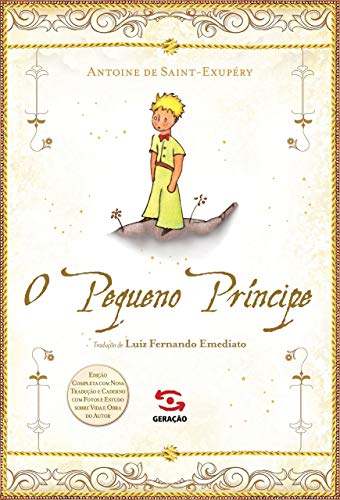 ANTOINE DE SAINT-EXUPÉRY
O Pequeno Príncipe
Tradução de Luiz Fernando Emediato
EDIÇÃO
COMPLETA COM NOVA
TRADUÇÃO E CADERNO
COM FOTOS E ESTUDO
SOBRE VIDA E OBRA
DO AUTOR
GERAÇÃO